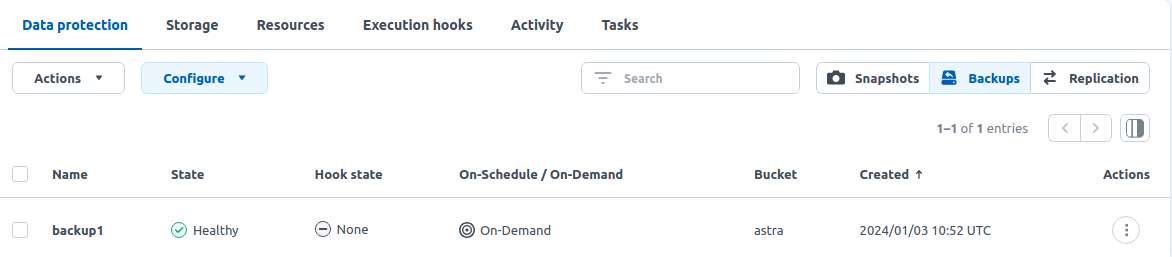 Data protection Storage Resources Execution hooks Activity Tasks
Actions Configure Search Snapshots Backups Replication
1–1 of 1 entries
Name State Hook state On-Schedule / On-Demand Bucket Created ↑ Actions
backup1 Healthy None On-Demand astra 2024/01/03 10:52 UTC